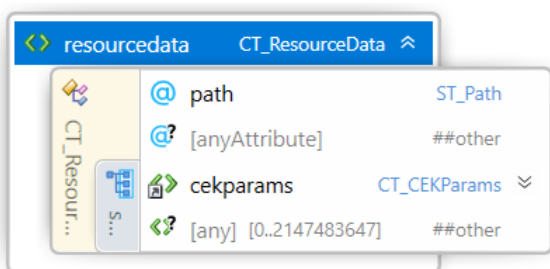 resourcedata CT_ResourceData
CT_Resour...
S...
@ path ST_Path
@? [anyAttribute] ##other
cekparams CT_CEKParams
[any] [0..2147483647] ##other